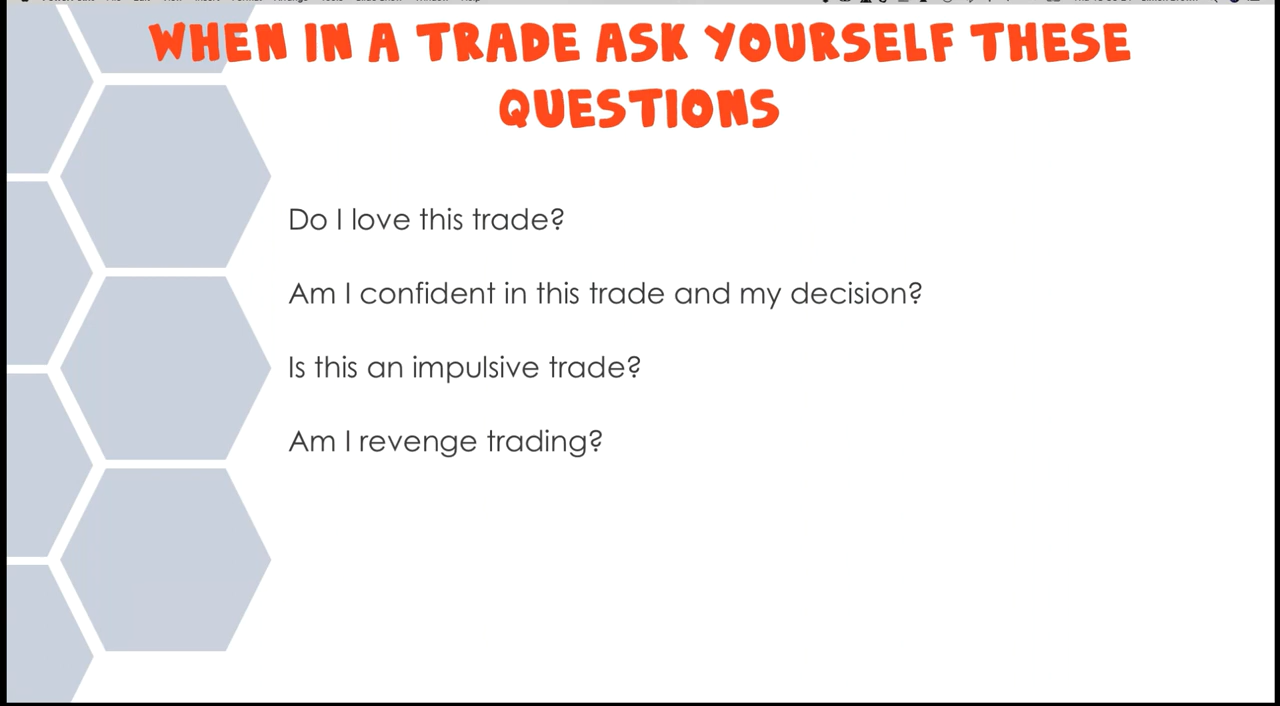 WHEN IN A TRADE ASK YOURSELF THESE
QUESTIONS
Do I love this trade?
Am I confident in this trade and my decision?
Is this an impulsive trade?
Am I revenge trading?